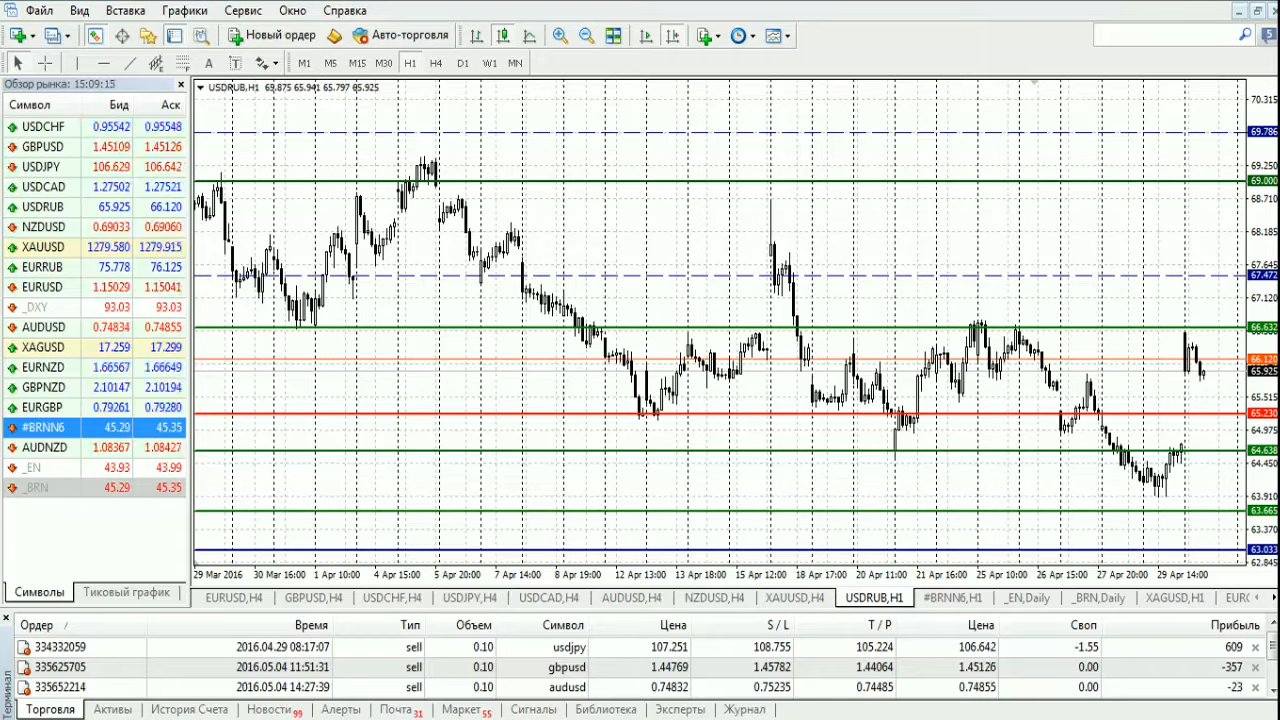 Файл Вид Вставка Графики Сервис Окно Справка
Новый ордер Авто-торговля 5
A T M1 M5 M15 M30 H1 H4 D1 W1 MN
Обзор рынка: 15:09:15
Символ Бид Аск
USDCHF 0.95542 0.95548
GBPUSD 1.45109 1.45126
USDJPY 106.629 106.642
USDCAD 1.27502 1.27521
USDRUB 65.925 66.120
NZDUSD 0.69033 0.69060
XAUUSD 1279.580 1279.915
EURRUB 75.778 76.125
EURUSD 1.15029 1.15041
_DXY 93.03 93.03
AUDUSD 0.74834 0.74855
XAGUSD 17.259 17.299
EURNZD 1.66567 1.66649
GBPNZD 2.10147 2.10194
EURGBP 0.79261 0.79280
#BRNN6 45.29 45.35
AUDNZD 1.08367 1.08427
_EN 43.93 43.99
_BRN 45.29 45.35
Символы Тиковый график
USDRUB,H1 65.941 65.797 65.925
70.315
69.786
69.250
69.000
68.710
68.185
67.645
67.472
67.120
66.632
66.120
65.925
65.515
65.230
64.975
64.638
64.450
63.910
63.665
63.370
63.033
62.845
29 Mar 2016 30 Mar 16:00 1 Apr 10:00 4 Apr 15:00 5 Apr 20:00 7 Apr 14:00 8 Apr 19:00 12 Apr 13:00 13 Apr 18:00 15 Apr 12:00 18 Apr 17:00 20 Apr 11:00 21 Apr 16:00 25 Apr 10:00 26 Apr 15:00 27 Apr 20:00 29 Apr 14:00
EURUSD,H4 GBPUSD,H4 USDCHF,H4 USDJPY,H4 USDCAD,H4 AUDUSD,H4 NZDUSD,H4 XAUUSD,H4 USDRUB,H1 #BRNN6,H1 _EN,Daily _BRN,Daily XAGUSD,H1
Ордер / Время Тип Объем Символ Цена S / L T / P Цена Своп Прибыль
334332059 2016.04.29 08:17:07 sell 0.10 usdjpy 107.251 108.755 105.224 106.642 -1.55 609
335625705 2016.05.04 11:51:31 sell 0.10 gbpusd 1.44769 1.45782 1.44064 1.45126 0.00 -357
335652214 2016.05.04 14:27:39 sell 0.10 audusd 0.74832 0.75235 0.74485 0.74855 0.00 -23
Терминал
Торговля Активы История Счета Новости 99 Алерты Почта 31 Маркет 55 Сигналы Библиотека Эксперты Журнал